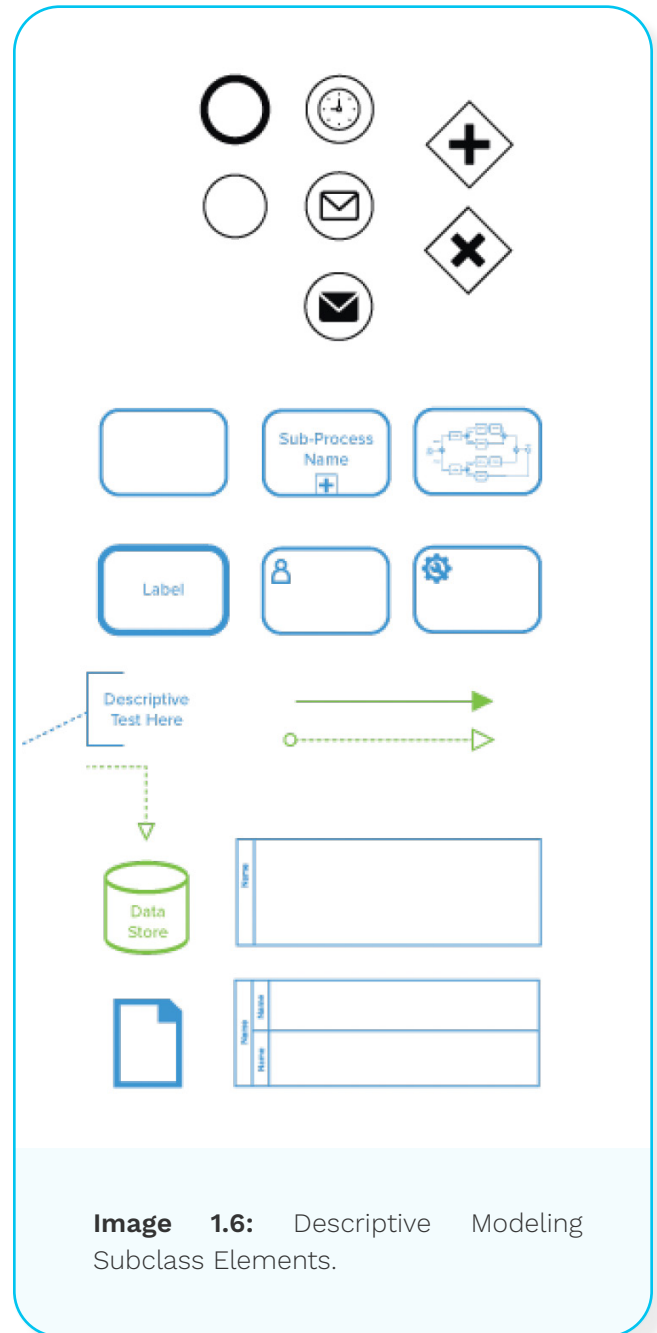 Sub-Process
Name
Label
Descriptive
Test Here
Data
Store
Name
Name
Name
Name
Image 1.6: Descriptive Modeling
Subclass Elements.